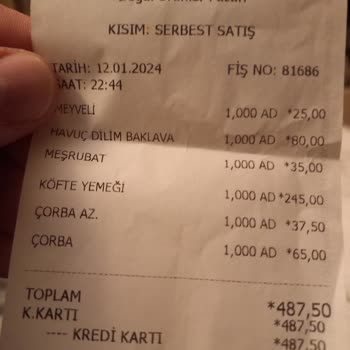 KISIM: SERBEST SATIŞ
TARİH: 12.01.2024 FİŞ NO: 81686
SAAT: 22:44
MEYVELİ 1,000 AD *25,00
HAVUÇ DİLİM BAKLAVA 1,000 AD *80,00
MEŞRUBAT 1,000 AD *35,00
KÖFTE YEMEĞİ 1,000 AD *245,00
ÇORBA AZ. 1,000 AD *37,50
ÇORBA 1,000 AD *65,00
TOPLAM *487,50
K.KARTI *487,50
---- KREDİ KARTI *487,50